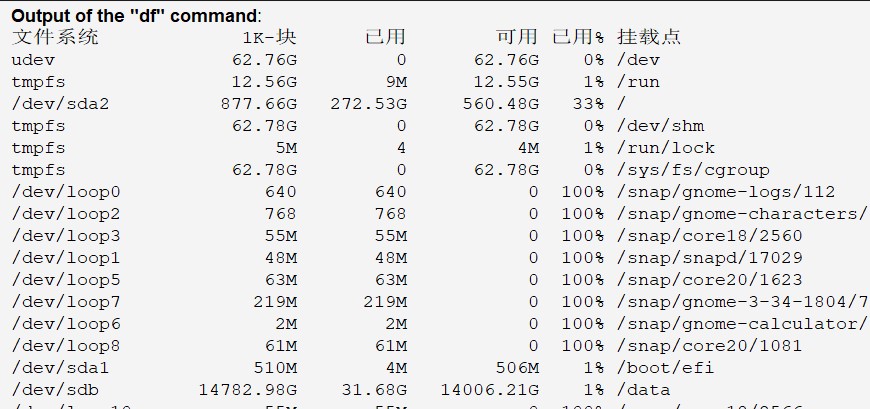 Output of the "df" command:
文件系统 1K-块 已用 可用 已用% 挂载点
udev 62.76G 0 62.76G 0% /dev
tmpfs 12.56G 9M 12.55G 1% /run
/dev/sda2 877.66G 272.53G 560.48G 33% /
tmpfs 62.78G 0 62.78G 0% /dev/shm
tmpfs 5M 4 4M 1% /run/lock
tmpfs 62.78G 0 62.78G 0% /sys/fs/cgroup
/dev/loop0 640 640 0 100% /snap/gnome-logs/112
/dev/loop2 768 768 0 100% /snap/gnome-characters/
/dev/loop3 55M 55M 0 100% /snap/core18/2560
/dev/loop1 48M 48M 0 100% /snap/snapd/17029
/dev/loop5 63M 63M 0 100% /snap/core20/1623
/dev/loop7 219M 219M 0 100% /snap/gnome-3-34-1804/7
/dev/loop6 2M 2M 0 100% /snap/gnome-calculator/
/dev/loop8 61M 61M 0 100% /snap/core20/1081
/dev/sda1 510M 4M 506M 1% /boot/efi
/dev/sdb 14782.98G 31.68G 14006.21G 1% /data